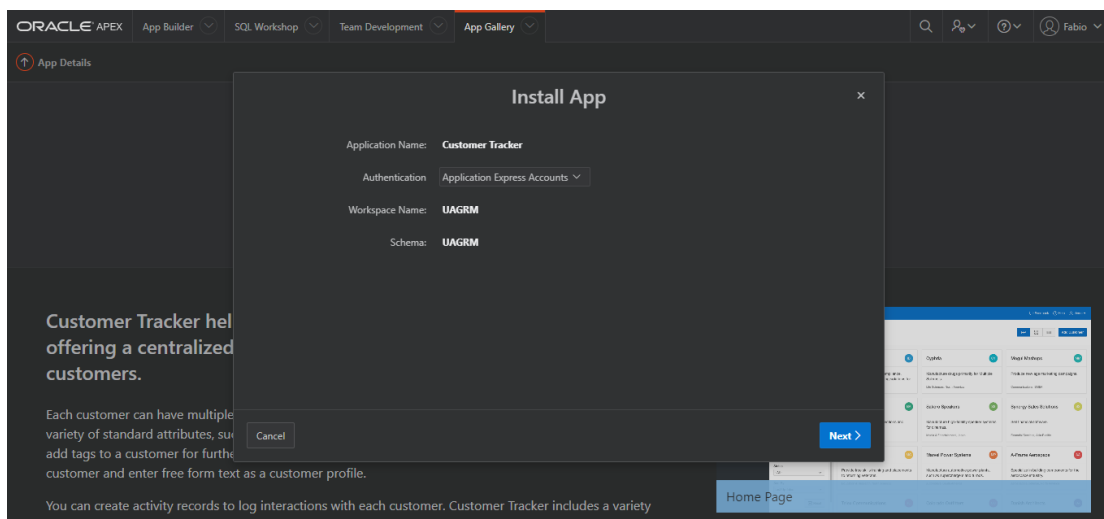 ORACLE APEX App Builder SQL Workshop Team Development App Gallery Fabio
App Details
Install App
Application Name: Customer Tracker
Authentication Application Express Accounts
Workspace Name: UAGRM
Schema: UAGRM
Cancel Next
Customer Tracker hel
offering a centralized
customers.
Each customer can have multiple
variety of standard attributes, suc
add tags to a customer for furthe
customer and enter free form text as a customer profile.
You can create activity records to log interactions with each customer. Customer Tracker includes a variety
Home Page